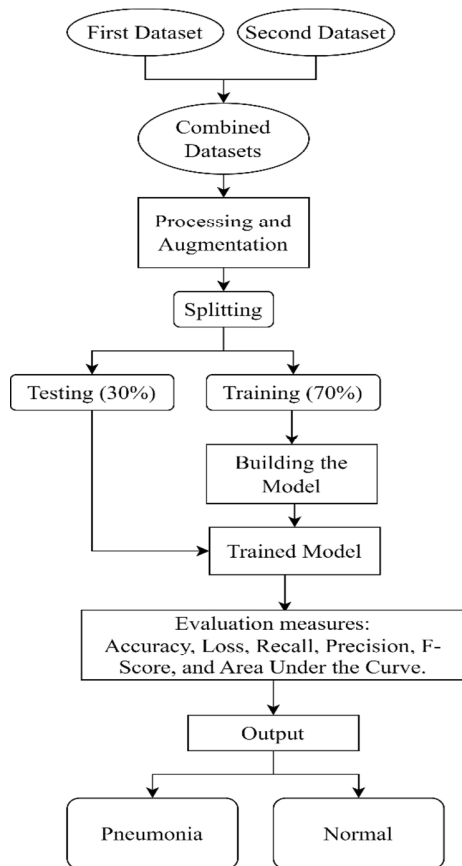 First Dataset
Second Dataset
Combined
Datasets
Processing and
Augmentation
Splitting
Testing (30%)
Training (70%)
Building the
Model
Trained Model
Evaluation measures:
Accuracy, Loss, Recall, Precision, F-
Score, and Area Under the Curve.
Output
Pneumonia
Normal